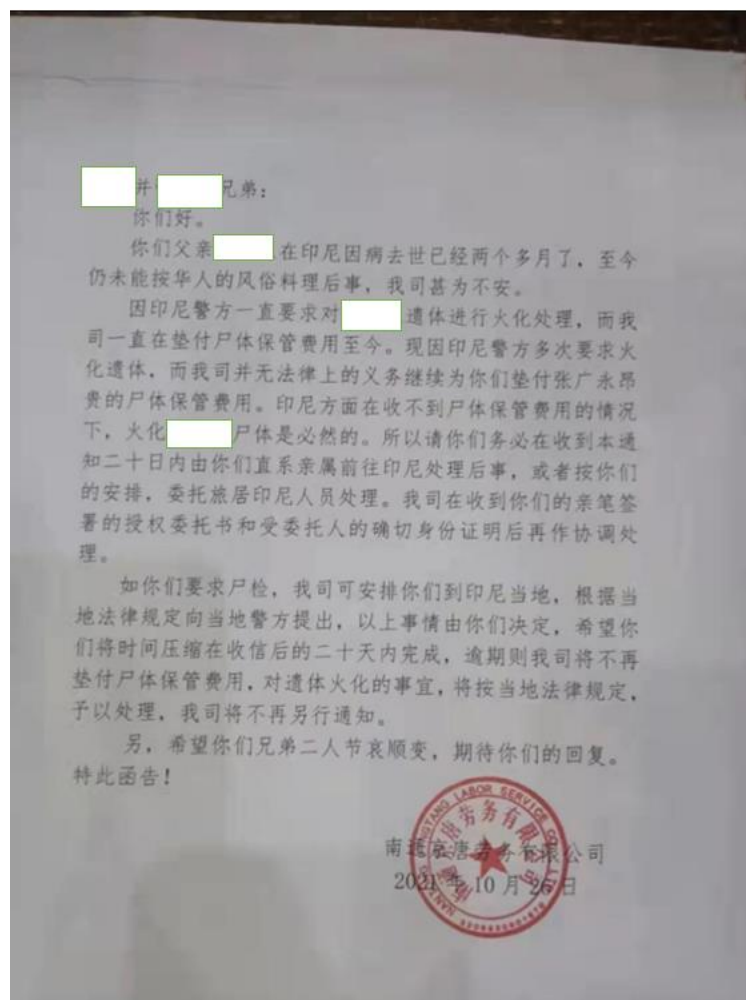 并 兄弟：
你们好。
你们父亲 在印尼因病去世已经两个多月了，至今
仍未能按华人的风俗料理后事，我司甚为不安。
因印尼警方一直要求对 遗体进行火化处理，而我
司一直在垫付尸体保管费用至今。现因印尼警方多次要求火
化遗体，而我司并无法律上的义务继续为你们垫付张广永昂
贵的尸体保管费用。印尼方面在收不到尸体保管费用的情况
下，火化 尸体是必然的。所以请你们务必在收到本通
知二十日内由你们直系亲属前往印尼处理后事，或者按你们
的安排，委托旅居印尼人员处理。我司在收到你们的亲笔签
署的授权委托书和受委托人的确切身份证明后再作协调处
理。
如你们要求尸检，我司可安排你们到印尼当地，根据当
地法律规定向当地警方提出，以上事情由你们决定，希望你
们将时间压缩在收信后的二十天内完成，逾期则我司将不再
垫付尸体保管费用，对遗体火化的事宜，将按当地法律规定，
予以处理，我司将不再另行通知。
另，希望你们兄弟二人节哀顺变，期待你们的回复。
特此函告！
南通 唐劳务有限公司
2021年10月26日
LABOR SERVICE CO.,LTD
唐劳务有限公司